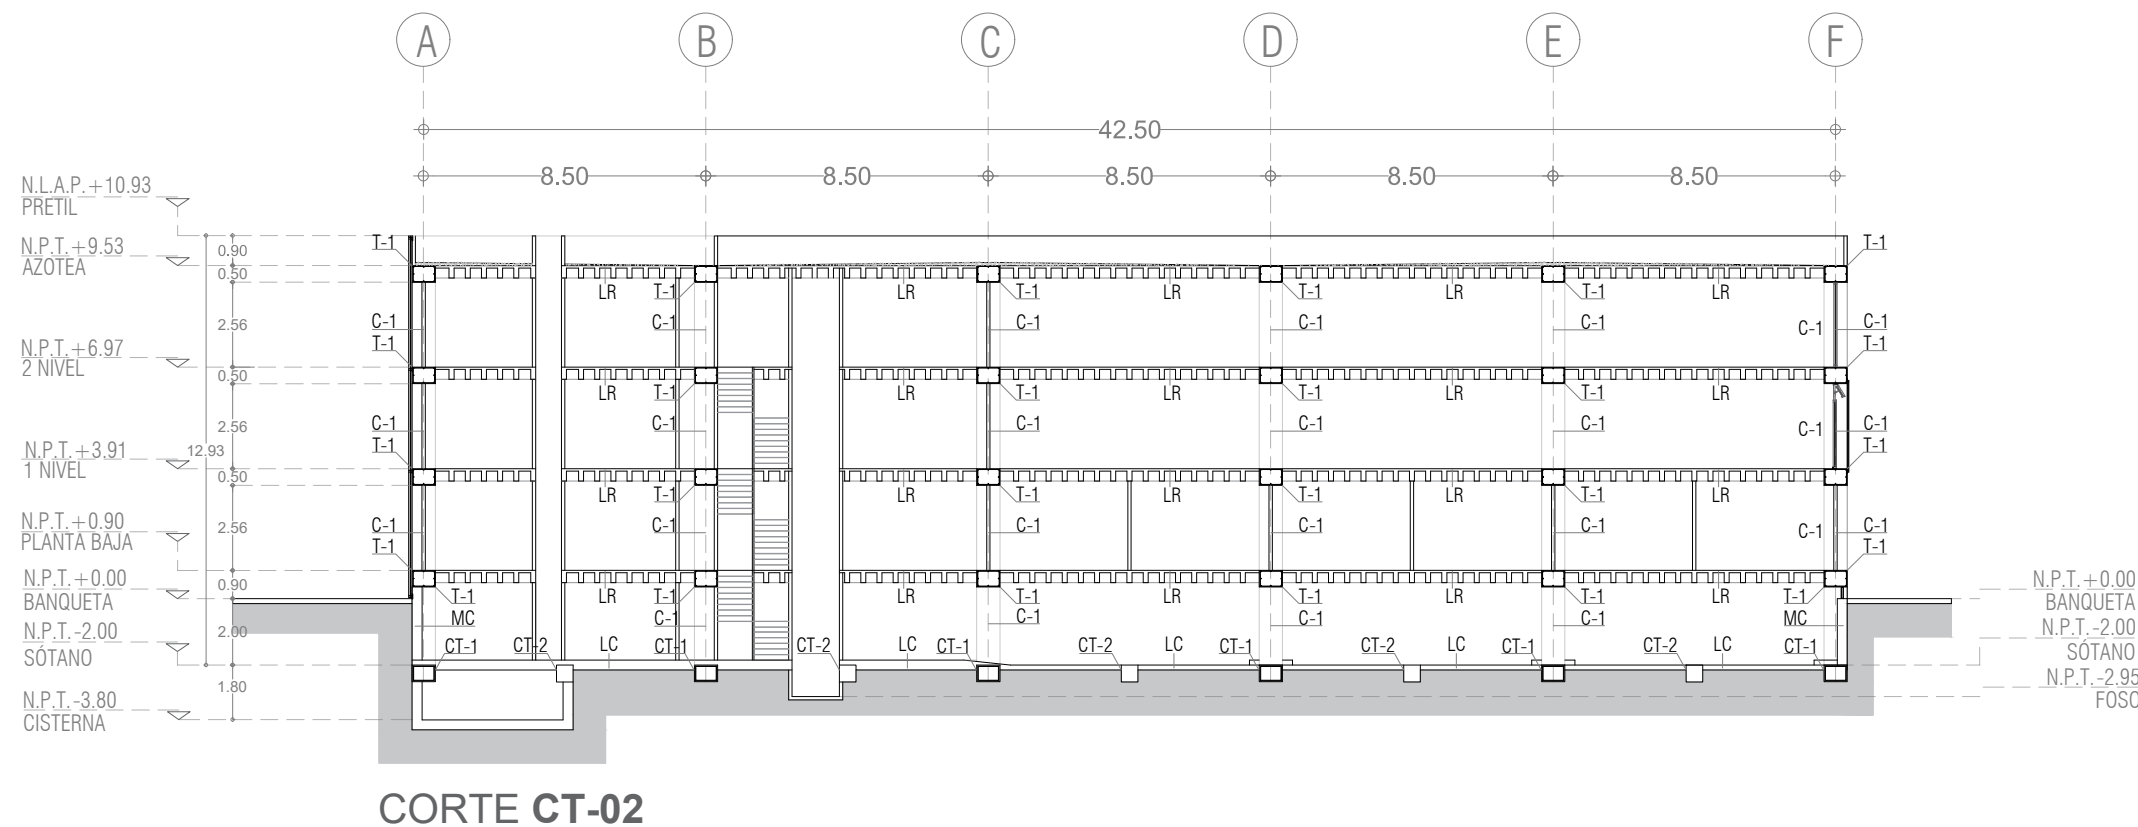 A B C D E F
42.50
8.50 8.50 8.50 8.50 8.50
N.L.A.P.+10.93
PRETIL
N.P.T.+9.53
AZOTEA
N.P.T.+6.97
2 NIVEL
N.P.T.+3.91
1 NIVEL
N.P.T.+0.90
PLANTA BAJA
N.P.T.+0.00
BANQUETA
N.P.T.-2.00
SÓTANO
N.P.T.-3.80
CISTERNA
12.93
0.90
0.50
2.56
0.50
2.56
0.50
2.56
0.90
2.00
1.80
T-1 T-1
LR T-1 LR T-1 LR T-1 LR T-1 LR
C-1 C-1 C-1 C-1 C-1 C-1 C-1
T-1 T-1
LR T-1 LR T-1 LR T-1 LR T-1 LR
C-1 C-1 C-1 C-1 C-1 C-1 C-1
T-1 T-1
LR T-1 LR T-1 LR T-1 LR T-1 LR
C-1 C-1 C-1 C-1 C-1 C-1 C-1
T-1 T-1
T-1 LR T-1 LR T-1 LR T-1 LR T-1 LR T-1
MC C-1 C-1 C-1 C-1 MC
CT-1 CT-2 LC CT-1 CT-2 LC CT-1 CT-2 LC CT-1 CT-2 LC CT-1 CT-2 LC CT-1
N.P.T.+0.00
BANQUETA
N.P.T.-2.00
SÓTANO
N.P.T.-2.95
FOSO
CORTE CT-02